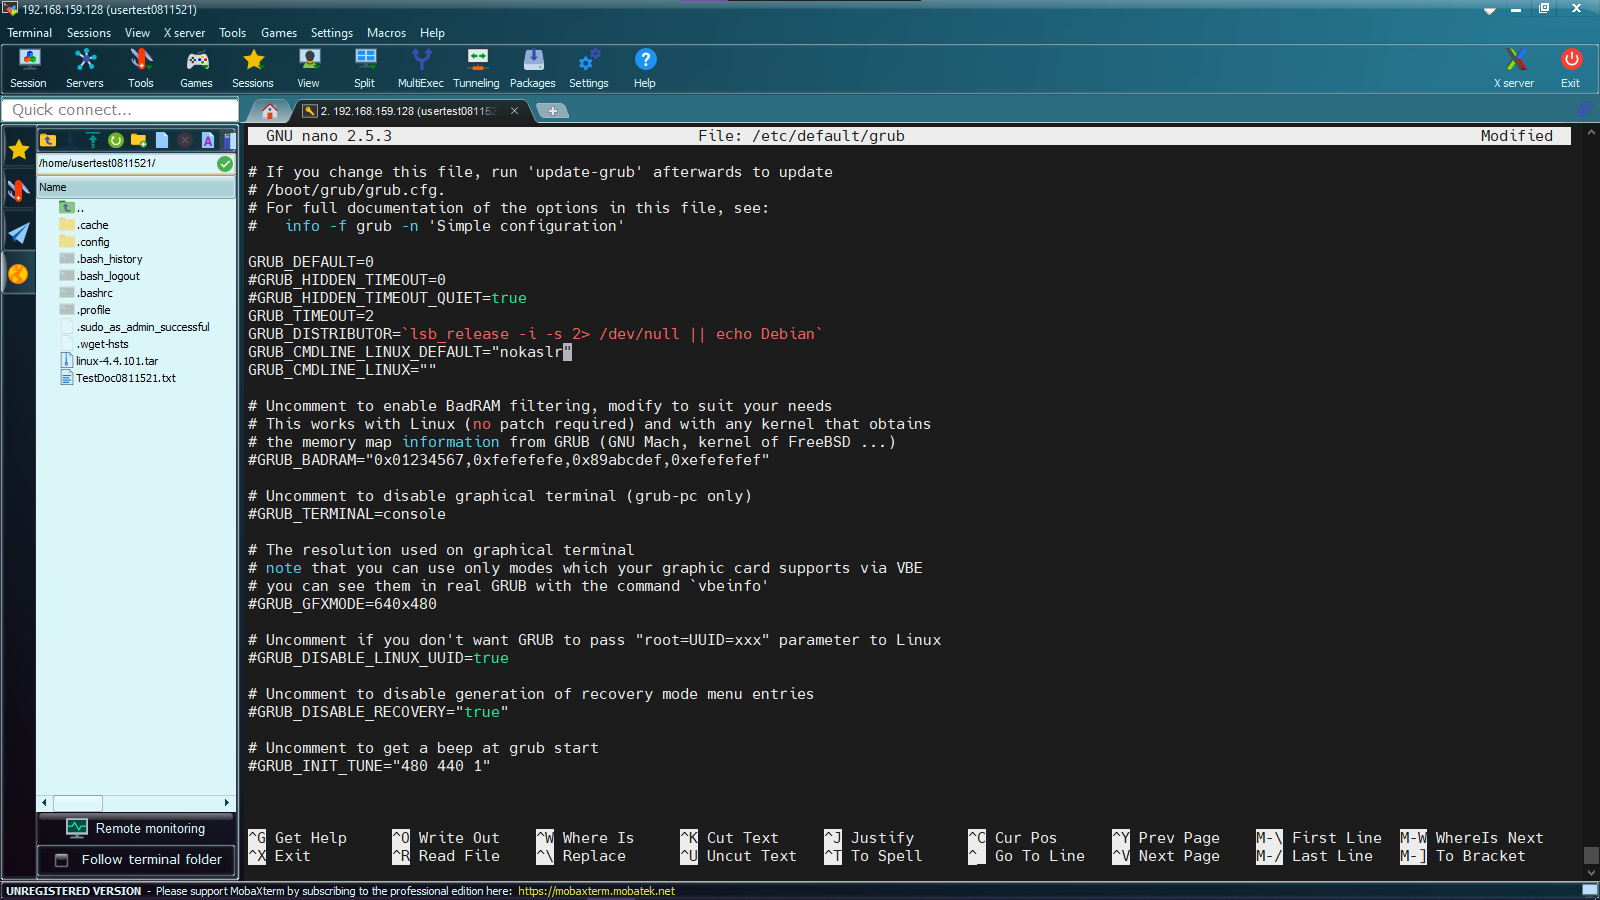 192.168.159.128 (usertest0811521)
Terminal Sessions View X server Tools Games Settings Macros Help
Session Servers Tools Games Sessions View Split MultiExec Tunneling Packages Settings Help X server Exit
Quick connect...
2. 192.168.159.128 (usertest081152
/home/usertest0811521/
Name
..
.cache
.config
.bash_history
.bash_logout
.bashrc
.profile
.sudo_as_admin_successful
.wget-hsts
linux-4.4.101.tar
TestDoc0811521.txt
Remote monitoring
Follow terminal folder
GNU nano 2.5.3 File: /etc/default/grub Modified
# If you change this file, run 'update-grub' afterwards to update
# /boot/grub/grub.cfg.
# For full documentation of the options in this file, see:
#   info -f grub -n 'Simple configuration'
GRUB_DEFAULT=0
#GRUB_HIDDEN_TIMEOUT=0
#GRUB_HIDDEN_TIMEOUT_QUIET=true
GRUB_TIMEOUT=2
GRUB_DISTRIBUTOR=`lsb_release -i -s 2> /dev/null || echo Debian`
GRUB_CMDLINE_LINUX_DEFAULT="nokaslr"
GRUB_CMDLINE_LINUX=""
# Uncomment to enable BadRAM filtering, modify to suit your needs
# This works with Linux (no patch required) and with any kernel that obtains
# the memory map information from GRUB (GNU Mach, kernel of FreeBSD ...)
#GRUB_BADRAM="0x01234567,0xfefefefe,0x89abcdef,0xefefefef"
# Uncomment to disable graphical terminal (grub-pc only)
#GRUB_TERMINAL=console
# The resolution used on graphical terminal
# note that you can use only modes which your graphic card supports via VBE
# you can see them in real GRUB with the command `vbeinfo'
#GRUB_GFXMODE=640x480
# Uncomment if you don't want GRUB to pass "root=UUID=xxx" parameter to Linux
#GRUB_DISABLE_LINUX_UUID=true
# Uncomment to disable generation of recovery mode menu entries
#GRUB_DISABLE_RECOVERY="true"
# Uncomment to get a beep at grub start
#GRUB_INIT_TUNE="480 440 1"
^G Get Help ^O Write Out ^W Where Is ^K Cut Text ^J Justify ^C Cur Pos ^Y Prev Page M-\ First Line M-W WhereIs Next
^X Exit ^R Read File ^\ Replace ^U Uncut Text ^T To Spell ^_ Go To Line ^V Next Page M-/ Last Line M-] To Bracket
UNREGISTERED VERSION - Please support MobaXterm by subscribing to the professional edition here: https://mobaxterm.mobatek.net